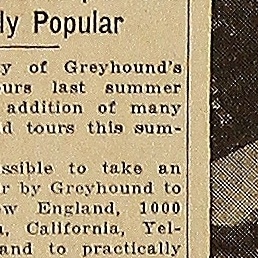 ly Popular
y of Greyhound's
ours last summer
addition of many
d tours this sum-
ssible to take an
r by Greyhound to
w England, 1000
, California, Yel-
and to practically